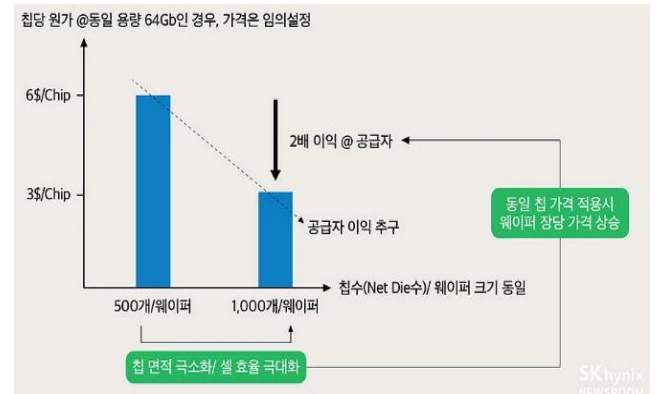 칩당 원가 @동일 용량 64Gb인 경우, 가격은 임의설정
6$/Chip
2배 이익 @ 공급자
3$/Chip
동일 칩 가격 적용시
웨이퍼 장당 가격 상승
공급자 이익 추구
칩수(Net Die수)/ 웨이퍼 크기 동일
500개/웨이퍼
1,000개/웨이퍼
칩 면적 극소화/ 셀 효율 극대화
SK hynix
NEWSROOM